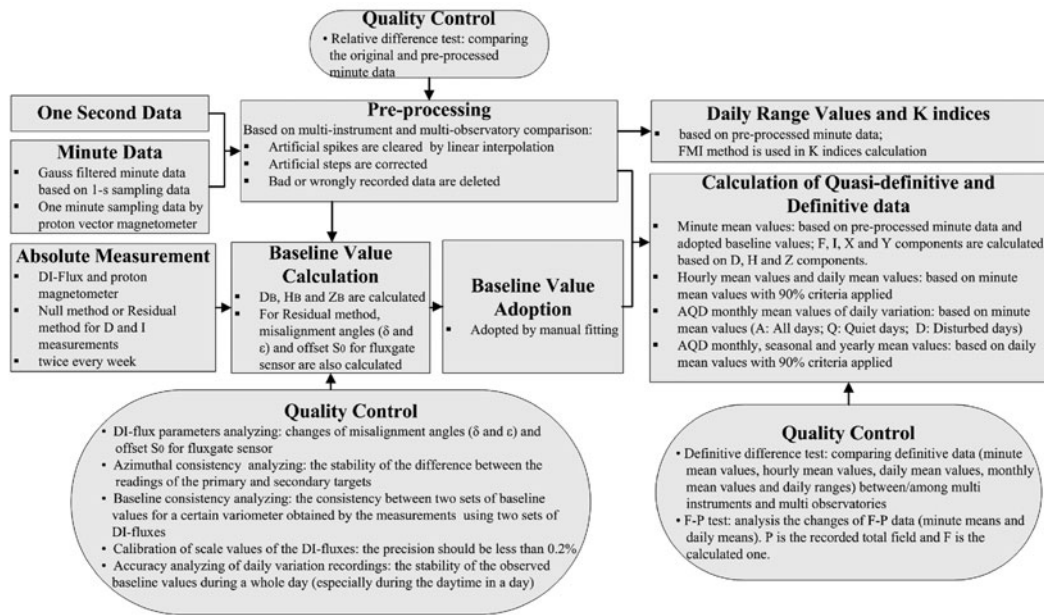 Quality Control
▪ Relative difference test: comparing
the original and pre-processed
minute data
One Second Data
Minute Data
▪ Gauss filtered minute data
based on 1-s sampling data
▪ One minute sampling data by
proton vector magnetometer
Pre-processing
Based on multi-instrument and multi-observatory comparison:
▪ Artificial spikes are cleared by linear interpolation
▪ Artificial steps are corrected
▪ Bad or wrongly recorded data are deleted
Daily Range Values and K indices
▪ based on pre-processed minute data;
FMI method is used in K indices calculation
Absolute Measurement
▪ DI-Flux and proton
magnetometer
▪ Null method or Residual
method for D and I
measurements
▪ twice every week
Baseline Value
Calculation
▪ DB, HB and ZB are calculated
▪ For Residual method,
misalignment angles (δ and
ε) and offset S0 for fluxgate
sensor are also calculated
Baseline Value
Adoption
▪ Adopted by manual fitting
Calculation of Quasi-definitive and
Definitive data
▪ Minute mean values: based on pre-processed minute data and
adopted baseline values; F, I, X and Y components are calculated
based on D, H and Z components.
▪ Hourly mean values and daily mean values: based on minute
mean values with 90% criteria applied
▪ AQD monthly mean values of daily variation: based on minute
mean values (A: All days; Q: Quiet days; D: Disturbed days)
▪ AQD monthly, seasonal and yearly mean values: based on daily
mean values with 90% criteria applied
Quality Control
▪ DI-flux parameters analyzing: changes of misalignment angles (δ and ε) and
offset S0 for fluxgate sensor
▪ Azimuthal consistency analyzing: the stability of the difference between the
readings of the primary and secondary targets
▪ Baseline consistency analyzing: the consistency between two sets of baseline
values for a certain variometer obtained by the measurements using two sets of
DI-fluxes
▪ Calibration of scale values of the DI-fluxes: the precision should be less than 0.2%
▪ Accuracy analyzing of daily variation recordings: the stability of the observed
baseline values during a whole day (especially during the daytime in a day)
Quality Control
▪ Definitive difference test: comparing definitive data (minute
mean values, hourly mean values, daily mean values, monthly
mean values and daily ranges) between/among multi
instruments and multi observatories
▪ F-P test: analysis the changes of F-P data (minute means and
daily means). P is the recorded total field and F is the
calculated one.